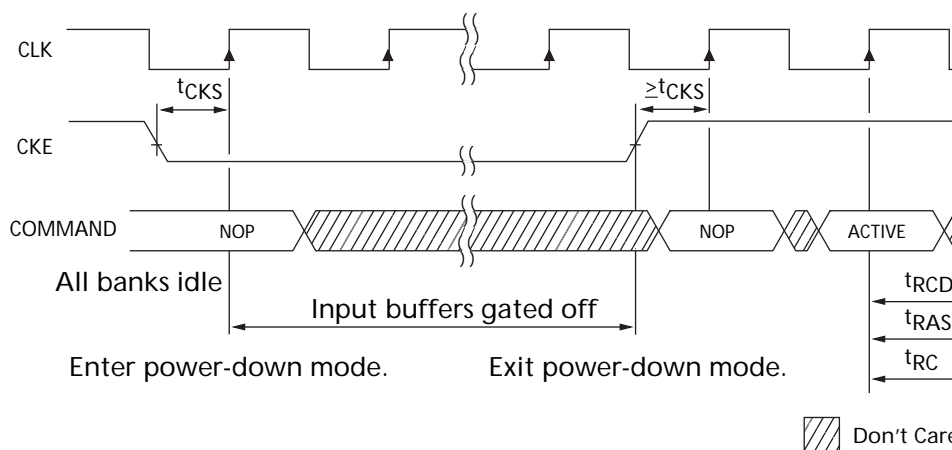 CLK
tCKS
≥tCKS
CKE
COMMAND
NOP
NOP
ACTIVE
All banks idle
tRCD
Input buffers gated off
tRAS
Enter power-down mode.
Exit power-down mode.
tRC
Don't Care